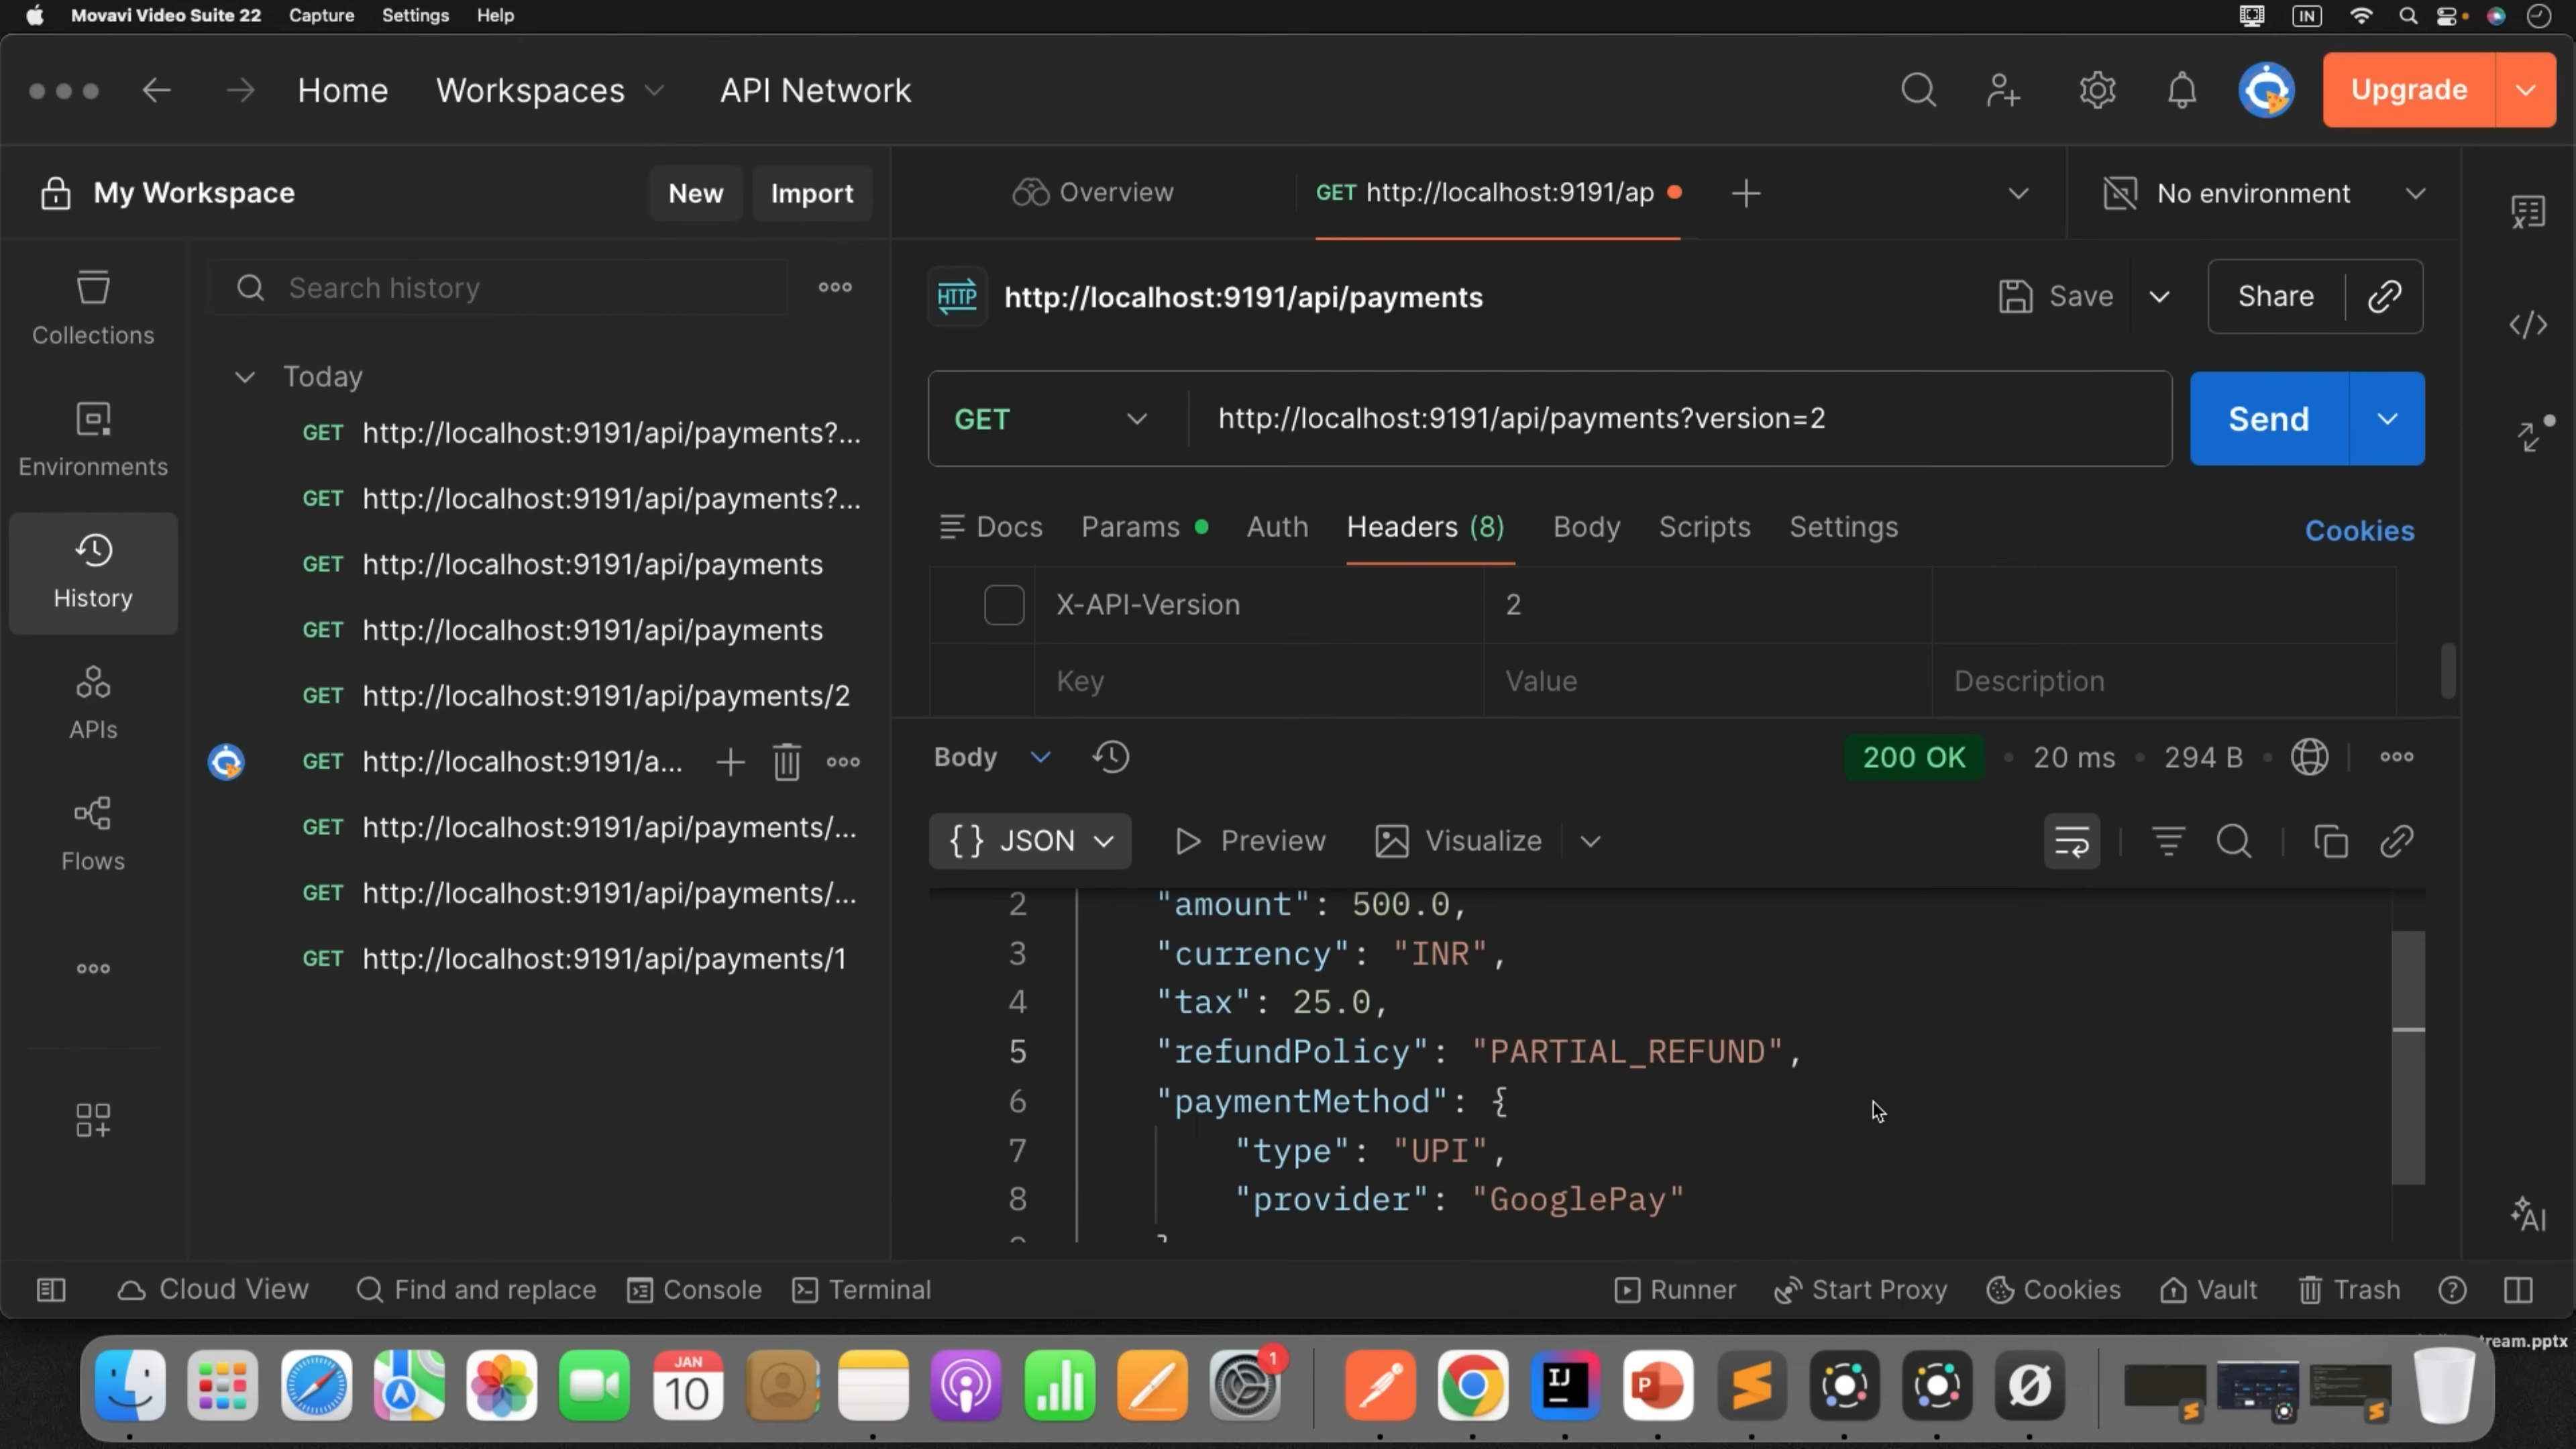 Movavi Video Suite 22 Capture Settings Help IN
Home Workspaces API Network Upgrade
My Workspace New Import
Overview GET http://localhost:9191/ap No environment
Collections
Environments
History
APIs
Flows
Search history
Today
GET http://localhost:9191/api/payments?...
GET http://localhost:9191/api/payments?...
GET http://localhost:9191/api/payments
GET http://localhost:9191/api/payments
GET http://localhost:9191/api/payments/2
GET http://localhost:9191/a...
GET http://localhost:9191/api/payments/...
GET http://localhost:9191/api/payments/...
GET http://localhost:9191/api/payments/1
HTTP http://localhost:9191/api/payments Save Share
GET http://localhost:9191/api/payments?version=2 Send
Docs Params Auth Headers (8) Body Scripts Settings Cookies
X-API-Version 2
Key Value Description
Body 200 OK 20 ms 294 B
{} JSON Preview Visualize
2 "amount": 500.0,
3 "currency": "INR",
4 "tax": 25.0,
5 "refundPolicy": "PARTIAL_REFUND",
6 "paymentMethod": {
7 "type": "UPI",
8 "provider": "GooglePay"
AI
Cloud View Find and replace Console Terminal Runner Start Proxy Cookies Vault Trash
tream.pptx
JAN
10
1
IJ
P